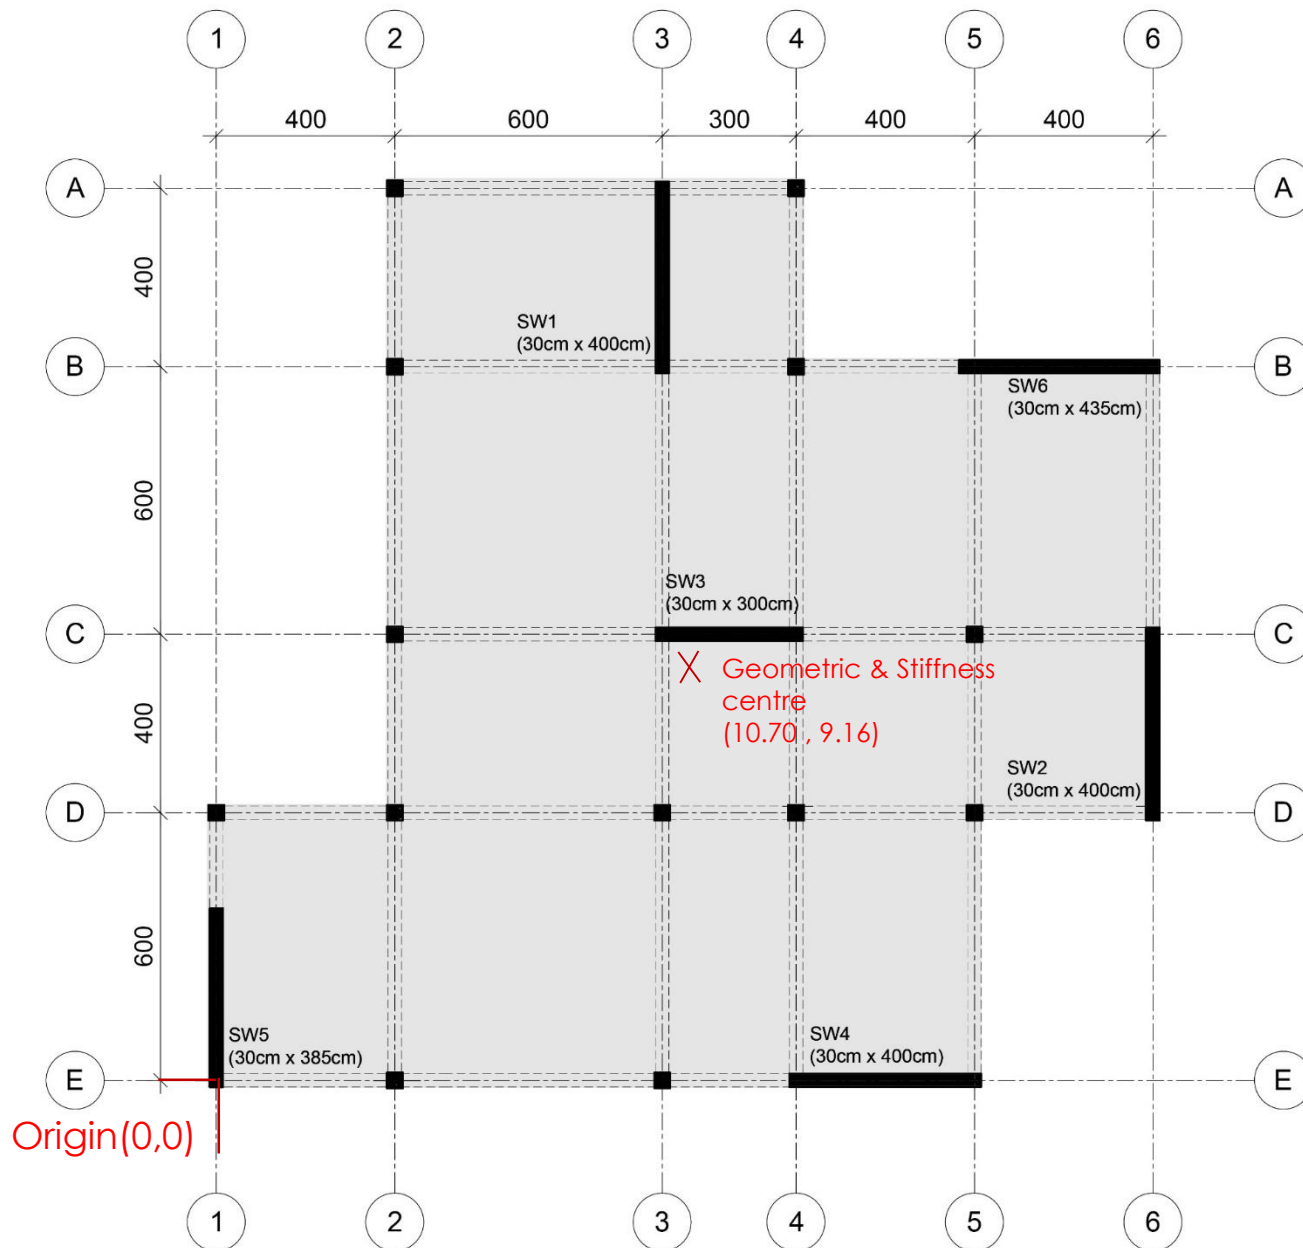 1 2 3 4 5 6
400 600 300 400 400
A A
400
SW1
(30cm x 400cm)
B B
SW6
(30cm x 435cm)
600
SW3
(30cm x 300cm)
C C
Geometric & Stiffness
centre
(10.70 , 9.16)
400
SW2
(30cm x 400cm)
D D
600
SW5
(30cm x 385cm)
SW4
(30cm x 400cm)
E E
Origin(0,0)
1 2 3 4 5 6